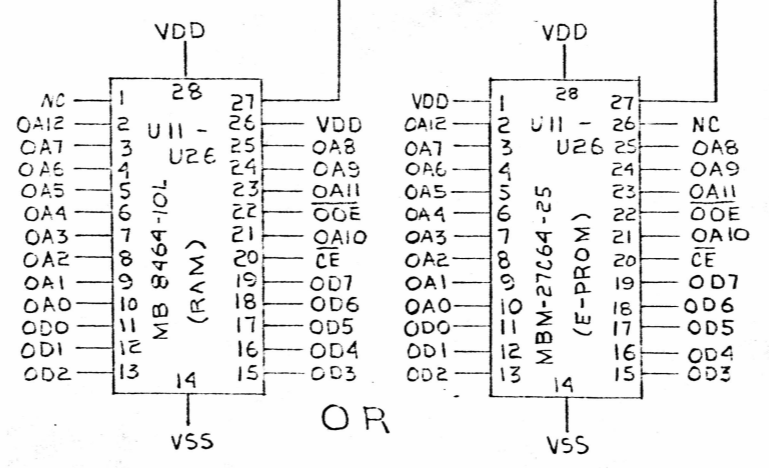 VDD
28
NC 1 27
OA12 2 U11- 26 VDD
OA7 3 U26 25 OA8
OA6 4 24 OA9
OA5 5 23 OA11
OA4 6 22 OOE
OA3 7 21 OA10
OA2 8 20 CE
OA1 9 19 OD7
OA0 10 18 OD6
OD0 11 17 OD5
OD1 12 16 OD4
OD2 13 15 OD3
14
VSS
MB 8464-10L
(RAM)
OR
VDD
28
VDD 1 27
OA12 2 U11- 26 NC
OA7 3 U26 25 OA8
OA6 4 24 OA9
OA5 5 23 OA11
OA4 6 22 OOE
OA3 7 21 OA10
OA2 8 20 CE
OA1 9 19 OD7
OA0 10 18 OD6
OD0 11 17 OD5
OD1 12 16 OD4
OD2 13 15 OD3
14
VSS
MBM-27C64-25
(E-PROM)